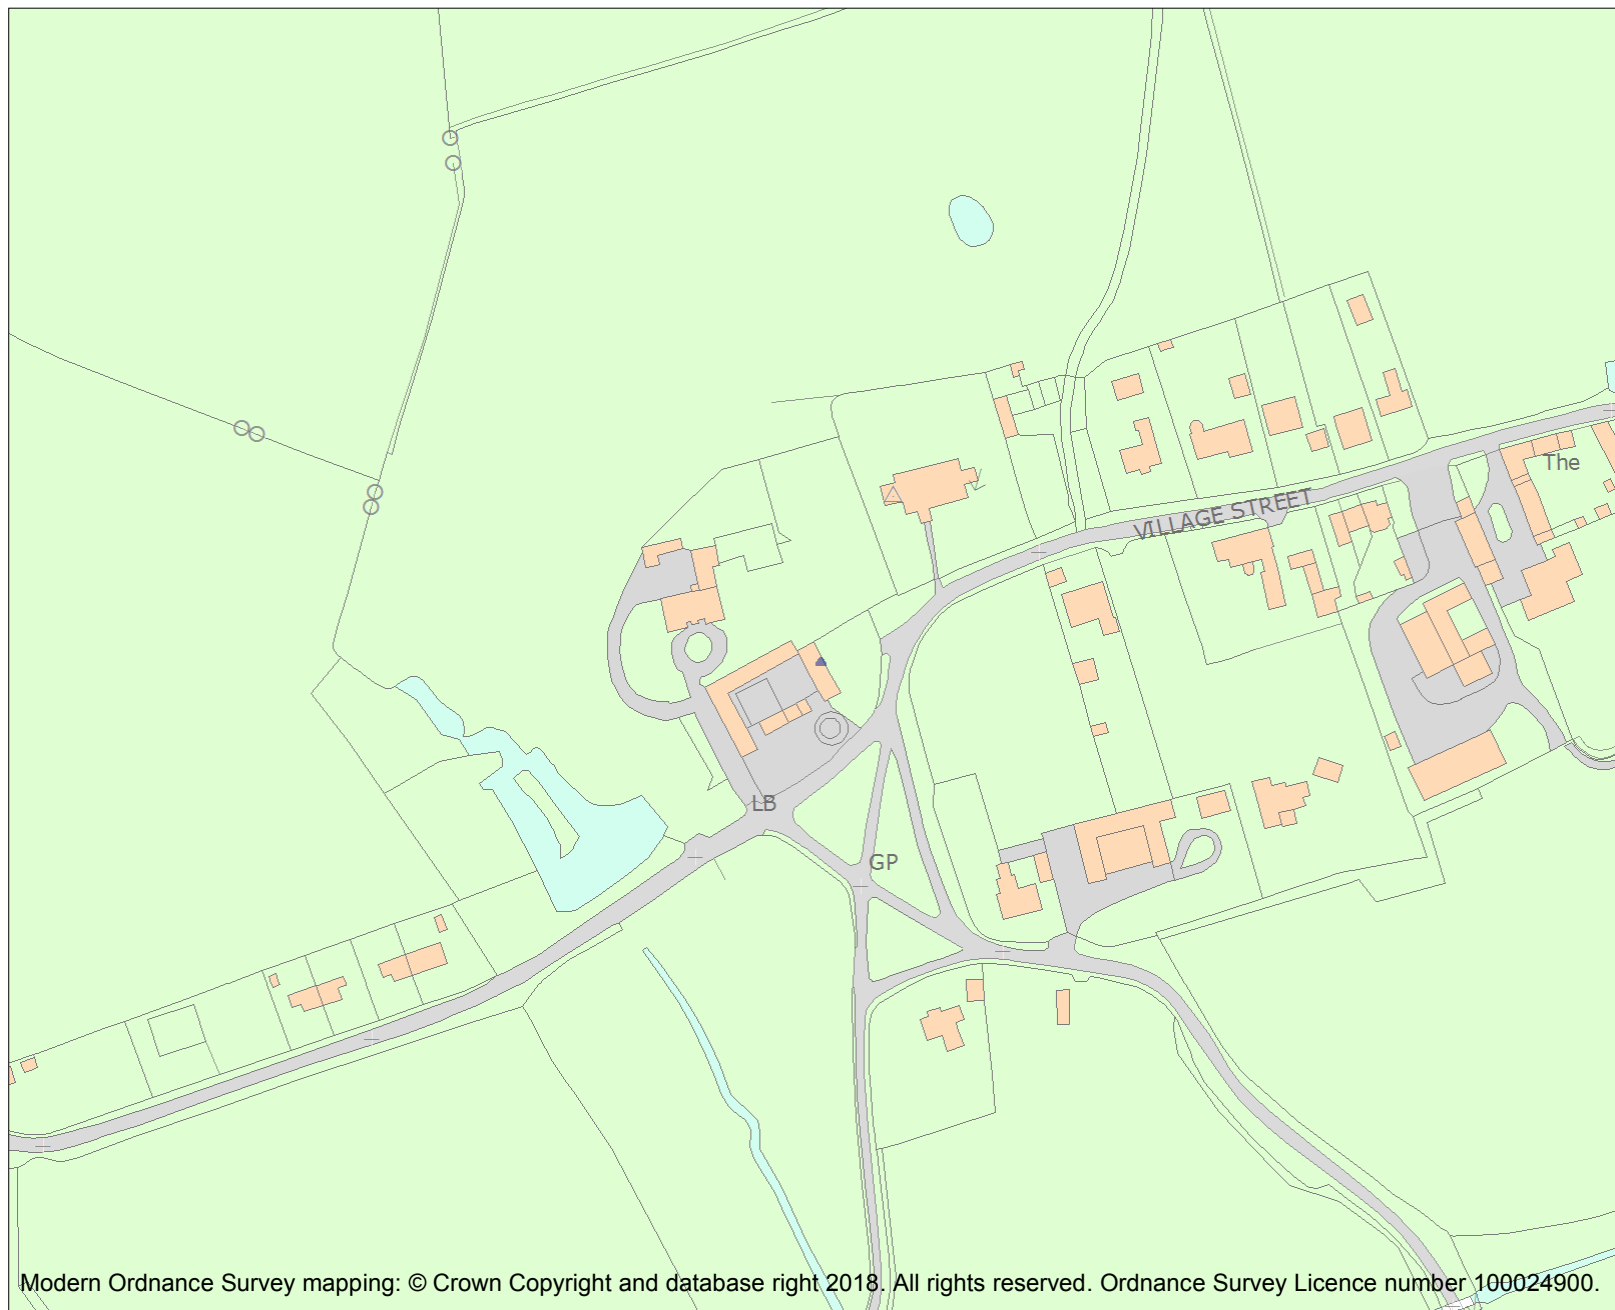 The
VILLAGE STREET
LB
GP
Modern Ordnance Survey mapping: © Crown Copyright and database right 2018. All rights reserved. Ordnance Survey Licence number 100024900.